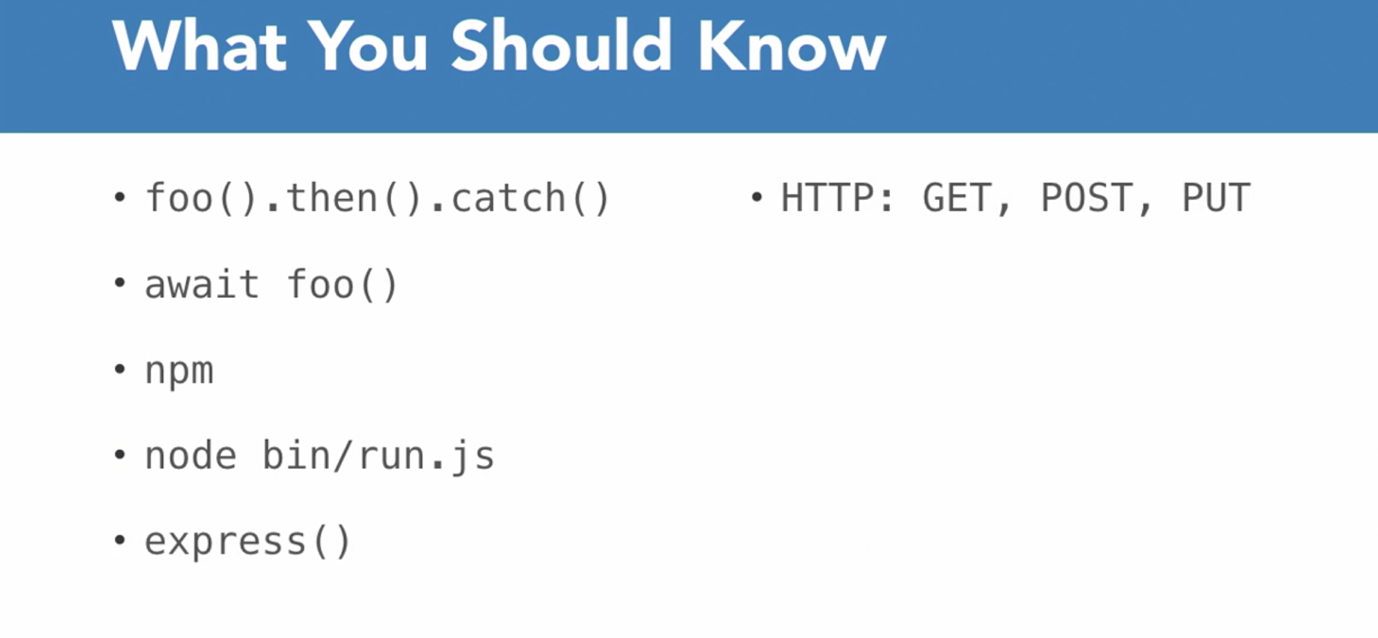 What You Should Know
• foo().then().catch()
• await foo()
• npm
• node bin/run.js
• express()
• HTTP: GET, POST, PUT